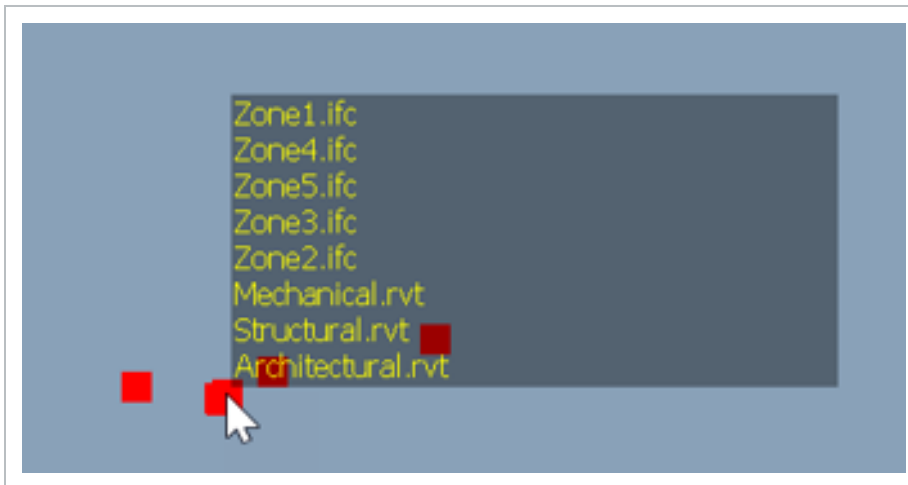 Zone1.ifc
Zone4.ifc
Zone5.ifc
Zone3.ifc
Zone2.ifc
Mechanical.rvt
Structural.rvt
Architectural.rvt